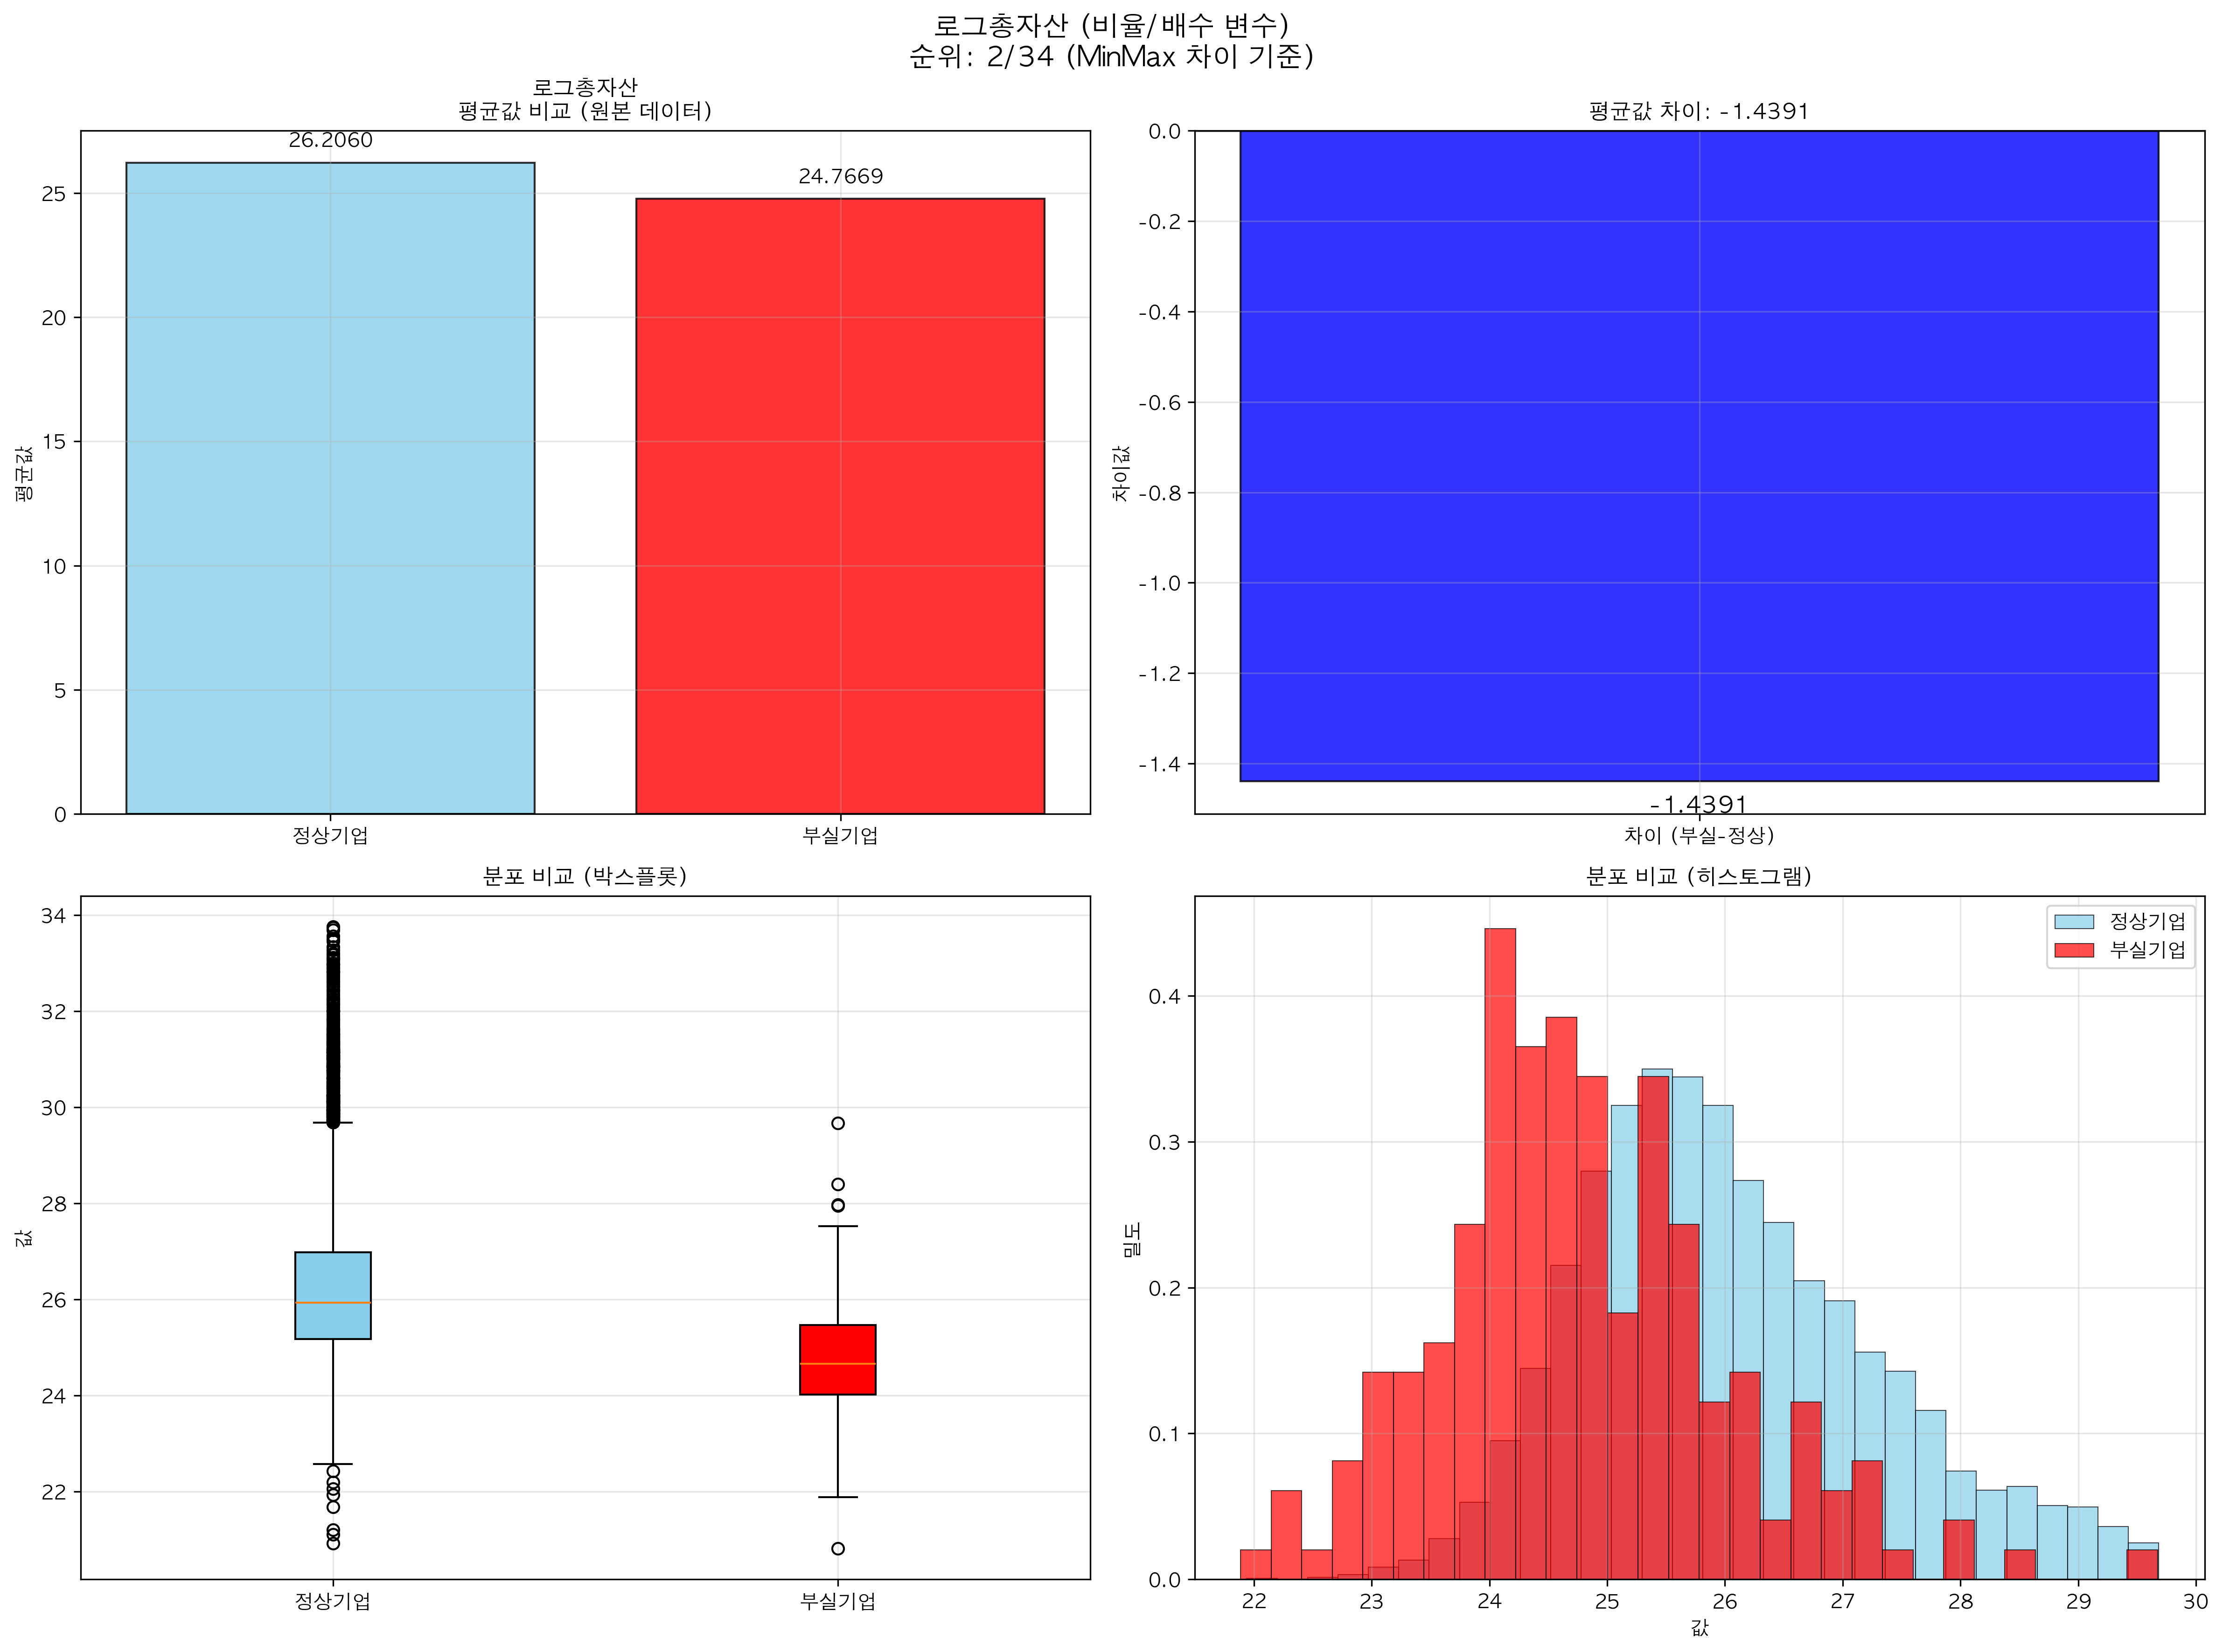 로그총자산 (비율/배수 변수)
순위: 2/34 (MinMax 차이 기준)
로그총자산
평균값 비교 (원본 데이터)
26.2060
24.7669
평균값
25
20
15
10
5
0
정상기업
부실기업
평균값 차이: -1.4391
차이값
0.0
-0.2
-0.4
-0.6
-0.8
-1.0
-1.2
-1.4
-1.4391
차이 (부실-정상)
분포 비교 (박스플롯)
값
34
32
30
28
26
24
22
정상기업
부실기업
분포 비교 (히스토그램)
정상기업
부실기업
밀도
0.4
0.3
0.2
0.1
0.0
22
23
24
25
26
27
28
29
30
값